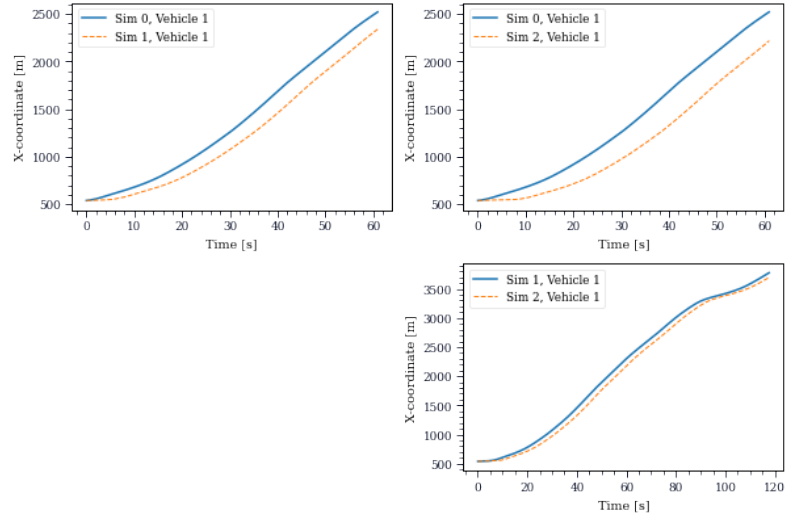 Sim 0, Vehicle 1
Sim 1, Vehicle 1
2500
2000
1500
1000
500
X-coordinate [m]
0 10 20 30 40 50 60
Time [s]
Sim 0, Vehicle 1
Sim 2, Vehicle 1
2500
2000
1500
1000
500
X-coordinate [m]
0 10 20 30 40 50 60
Time [s]
Sim 1, Vehicle 1
Sim 2, Vehicle 1
3500
3000
2500
2000
1500
1000
500
X-coordinate [m]
0 20 40 60 80 100 120
Time [s]